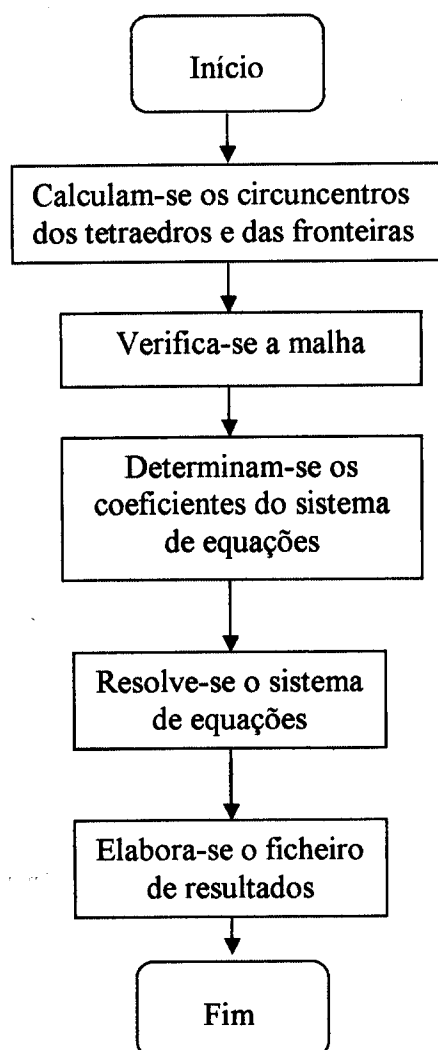 Início
Calculam-se os circuncentros
dos tetraedros e das fronteiras
Verifica-se a malha
Determinam-se os
coeficientes do sistema
de equações
Resolve-se o sistema
de equações
Elabora-se o ficheiro
de resultados
Fim